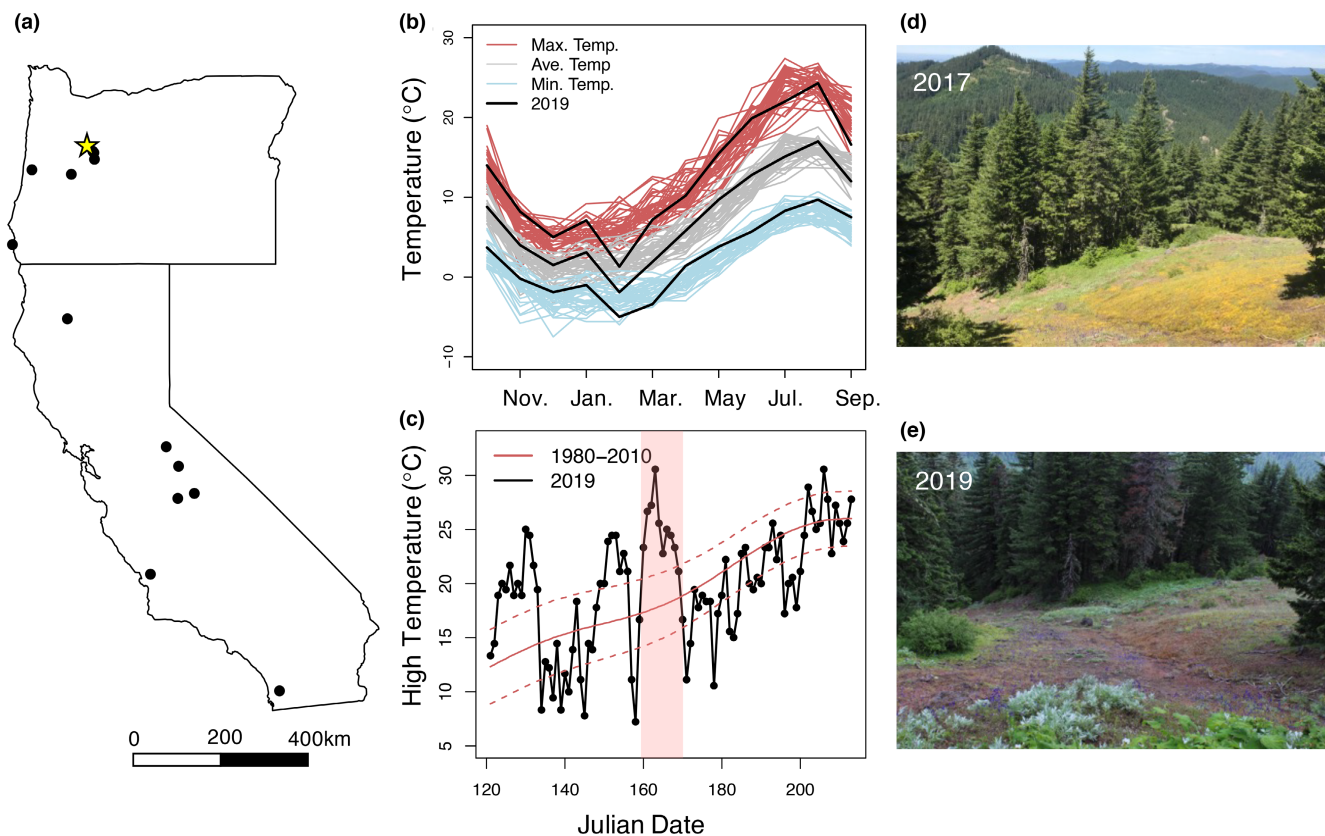 (a)
0 200 400km
(b)
Temperature (°C)
30
20
10
0
−10
Max. Temp.
Ave. Temp
Min. Temp.
2019
Nov. Jan. Mar. May Jul. Sep.
(c)
High Temperature (°C)
30
25
20
15
10
5
1980−2010
2019
120 140 160 180 200
Julian Date
(d)
2017
(e)
2019